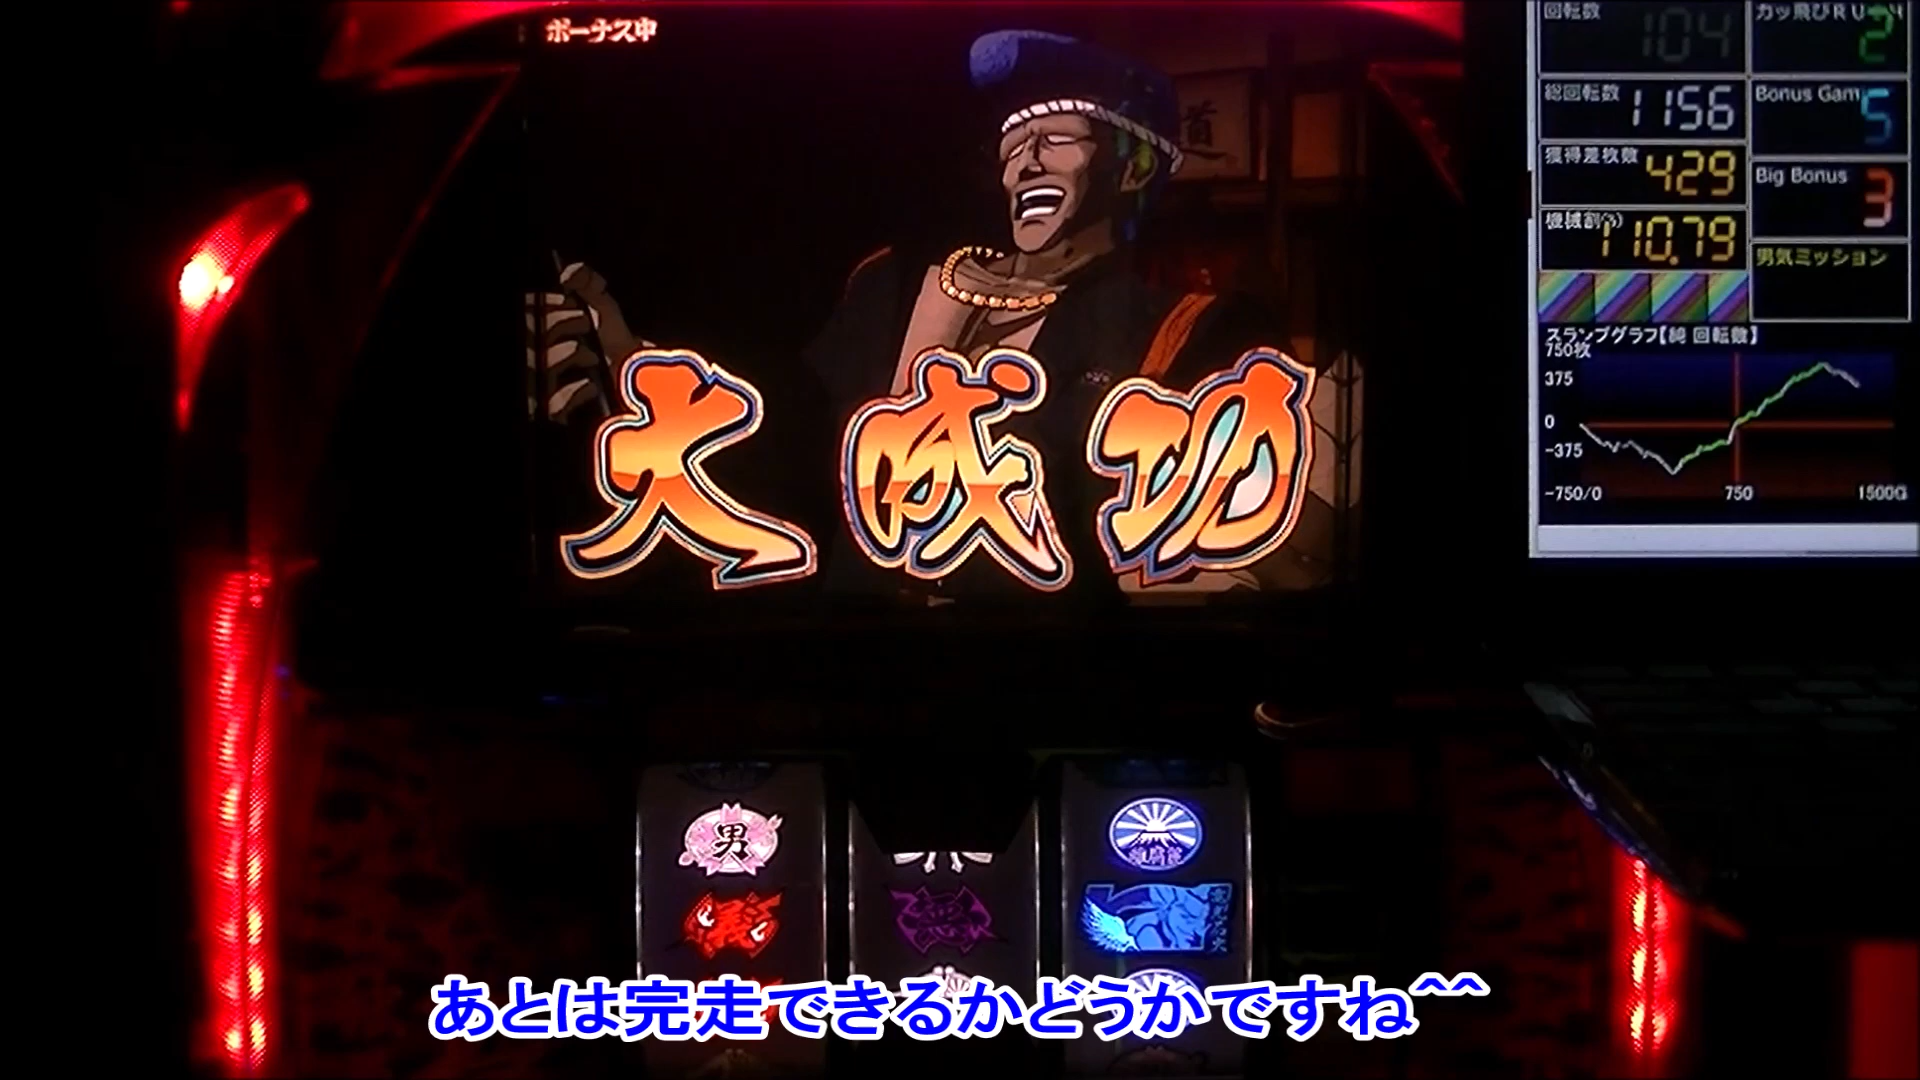 ボーナス中
道
大成功
回転数
104
カッ飛びRUSH
2
総回転数
1156
Bonus Gam
5
獲得差枚数
429
Big Bonus
3
機械割(%)
110.79
男気ミッション
スランプグラフ【純 回転数】
750枚
375
0
-375
-750/0
750
1500G
男
義
あとは完走できるかどうかですね^^